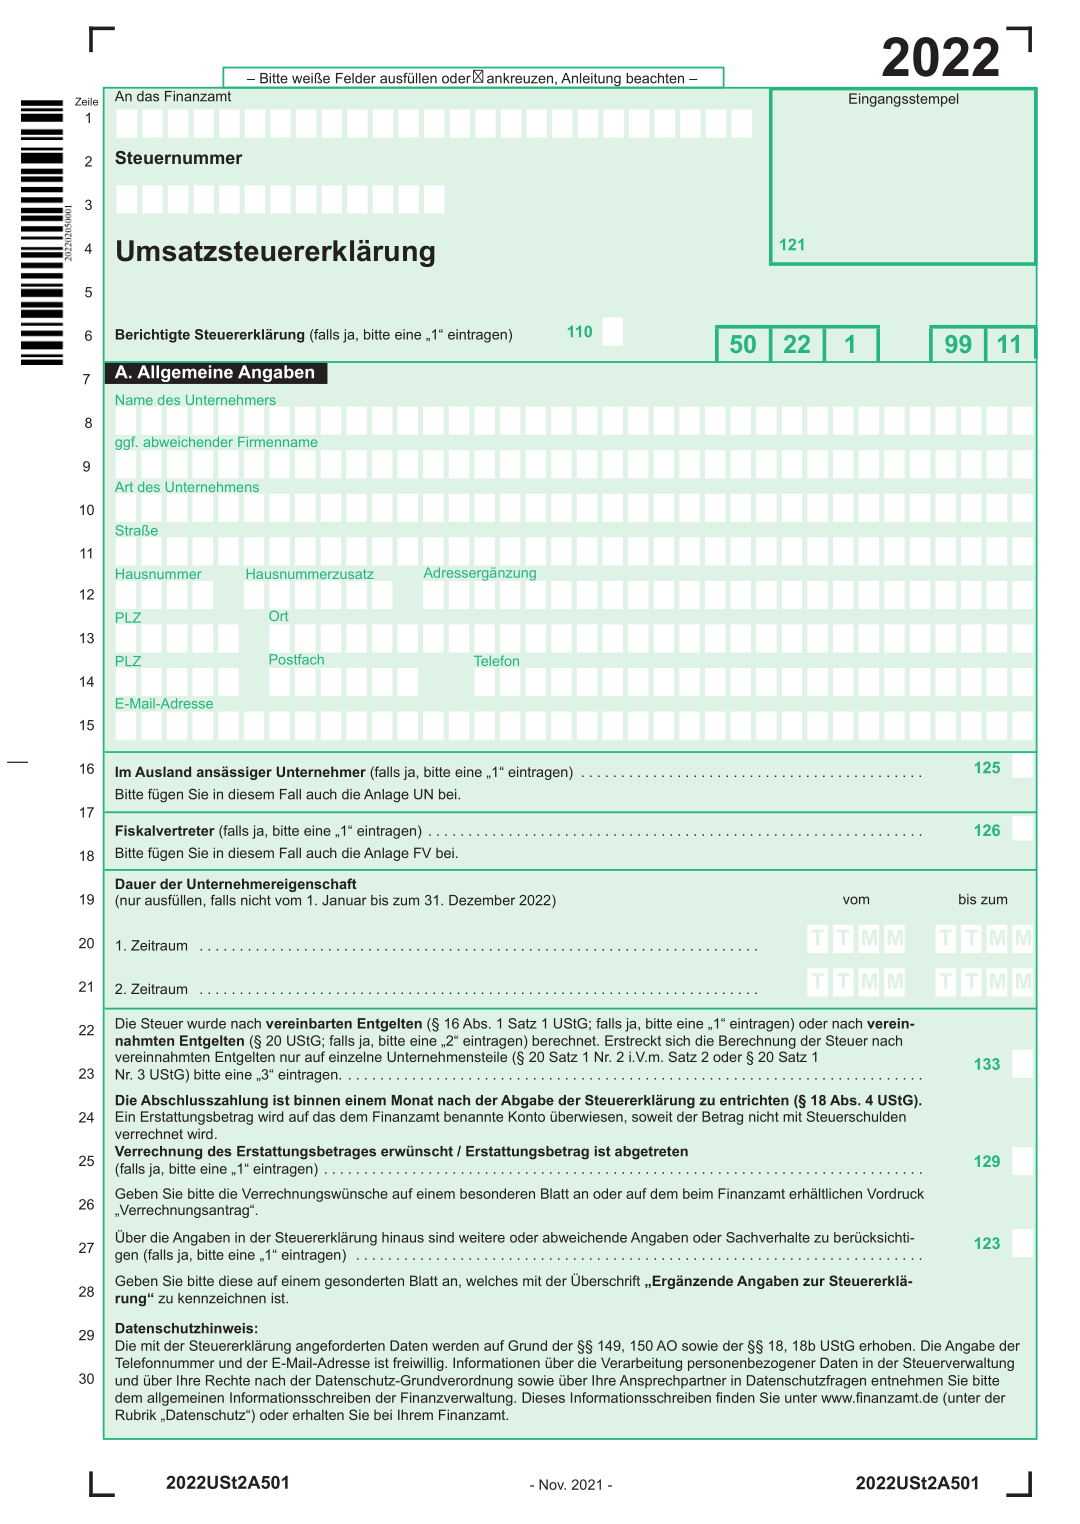 2022
– Bitte weiße Felder ausfüllen oder ☒ ankreuzen, Anleitung beachten –
Zeile
An das Finanzamt
Eingangsstempel
1
2 Steuernummer
202202050001
3
4 Umsatzsteuererklärung
121
5
6 Berichtigte Steuererklärung (falls ja, bitte eine „1“ eintragen) 110
50 22 1 99 11
7 A. Allgemeine Angaben
Name des Unternehmers
8
ggf. abweichender Firmenname
9
Art des Unternehmens
10
Straße
11
Hausnummer Hausnummerzusatz Adressergänzung
12
PLZ Ort
13
PLZ Postfach Telefon
14
E-Mail-Adresse
15
16 Im Ausland ansässiger Unternehmer (falls ja, bitte eine „1“ eintragen) . . . . . . . . . . . . . . . . . . . . . . . . . . . . . . . . . . . . . . . . . . . 125
Bitte fügen Sie in diesem Fall auch die Anlage UN bei.
17
Fiskalvertreter (falls ja, bitte eine „1“ eintragen) . . . . . . . . . . . . . . . . . . . . . . . . . . . . . . . . . . . . . . . . . . . . . . . . . . . . . . . . . . . . . . 126
18 Bitte fügen Sie in diesem Fall auch die Anlage FV bei.
Dauer der Unternehmereigenschaft
19 (nur ausfüllen, falls nicht vom 1. Januar bis zum 31. Dezember 2022) vom bis zum
20 1. Zeitraum . . . . . . . . . . . . . . . . . . . . . . . . . . . . . . . . . . . . . . . . . . . . . . . . . . . . . . . . . . . . . . . . . . . . . . T T M M T T M M
21 2. Zeitraum . . . . . . . . . . . . . . . . . . . . . . . . . . . . . . . . . . . . . . . . . . . . . . . . . . . . . . . . . . . . . . . . . . . . . . T T M M T T M M
22 Die Steuer wurde nach vereinbarten Entgelten (§ 16 Abs. 1 Satz 1 UStG; falls ja, bitte eine „1“ eintragen) oder nach verein-
nahmten Entgelten (§ 20 UStG; falls ja, bitte eine „2“ eintragen) berechnet. Erstreckt sich die Berechnung der Steuer nach
vereinnahmten Entgelten nur auf einzelne Unternehmensteile (§ 20 Satz 1 Nr. 2 i.V.m. Satz 2 oder § 20 Satz 1
23 Nr. 3 UStG) bitte eine „3“ eintragen. . . . . . . . . . . . . . . . . . . . . . . . . . . . . . . . . . . . . . . . . . . . . . . . . . . . . . . . . . . . . . . . . . . . . . . . . 133
Die Abschlusszahlung ist binnen einem Monat nach der Abgabe der Steuererklärung zu entrichten (§ 18 Abs. 4 UStG).
24 Ein Erstattungsbetrag wird auf das dem Finanzamt benannte Konto überwiesen, soweit der Betrag nicht mit Steuerschulden
verrechnet wird.
Verrechnung des Erstattungsbetrages erwünscht / Erstattungsbetrag ist abgetreten
25 (falls ja, bitte eine „1“ eintragen) . . . . . . . . . . . . . . . . . . . . . . . . . . . . . . . . . . . . . . . . . . . . . . . . . . . . . . . . . . . . . . . . . . . . . . . . . . . 129
Geben Sie bitte die Verrechnungswünsche auf einem besonderen Blatt an oder auf dem beim Finanzamt erhältlichen Vordruck
26 „Verrechnungsantrag“.
Über die Angaben in der Steuererklärung hinaus sind weitere oder abweichende Angaben oder Sachverhalte zu berücksichti-
27 gen (falls ja, bitte eine „1“ eintragen) . . . . . . . . . . . . . . . . . . . . . . . . . . . . . . . . . . . . . . . . . . . . . . . . . . . . . . . . . . . . . . . . . . . . . . . 123
Geben Sie bitte diese auf einem gesonderten Blatt an, welches mit der Überschrift „Ergänzende Angaben zur Steuererklä-
28 rung“ zu kennzeichnen ist.
29 Datenschutzhinweis:
Die mit der Steuererklärung angeforderten Daten werden auf Grund der §§ 149, 150 AO sowie der §§ 18, 18b UStG erhoben. Die Angabe der
Telefonnummer und der E-Mail-Adresse ist freiwillig. Informationen über die Verarbeitung personenbezogener Daten in der Steuerverwaltung
30 und über Ihre Rechte nach der Datenschutz-Grundverordnung sowie über Ihre Ansprechpartner in Datenschutzfragen entnehmen Sie bitte
dem allgemeinen Informationsschreiben der Finanzverwaltung. Dieses Informationsschreiben finden Sie unter www.finanzamt.de (unter der
Rubrik „Datenschutz“) oder erhalten Sie bei Ihrem Finanzamt.
2022USt2A501 - Nov. 2021 - 2022USt2A501